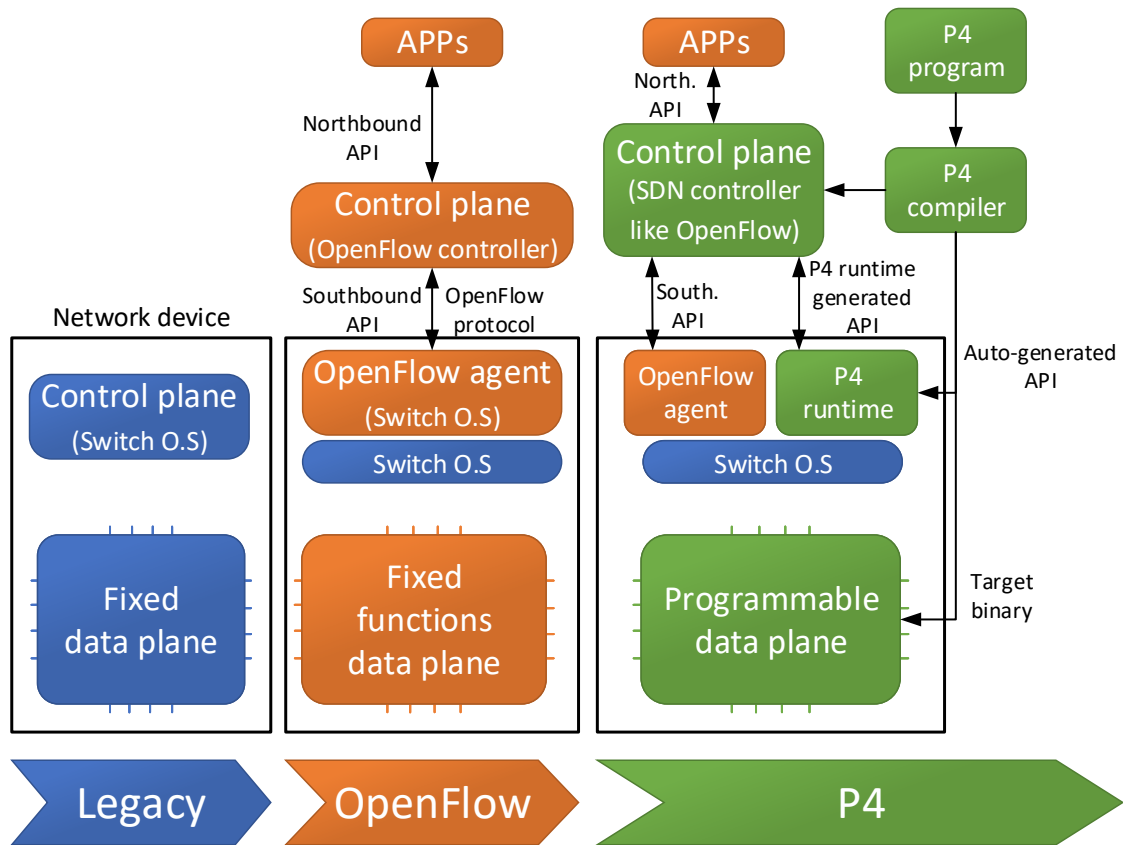 APPs
Northbound
API
Control plane
(OpenFlow controller)
Southbound
API
OpenFlow
protocol
APPs
North.
API
Control plane
(SDN controller
like OpenFlow)
South.
API
P4 runtime
generated
API
P4
program
P4
compiler
Auto-generated
API
Target
binary
Network device
Control plane
(Switch O.S)
Fixed
data plane
OpenFlow agent
(Switch O.S)
Switch O.S
Fixed
functions
data plane
OpenFlow
agent
P4
runtime
Switch O.S
Programmable
data plane
Legacy
OpenFlow
P4